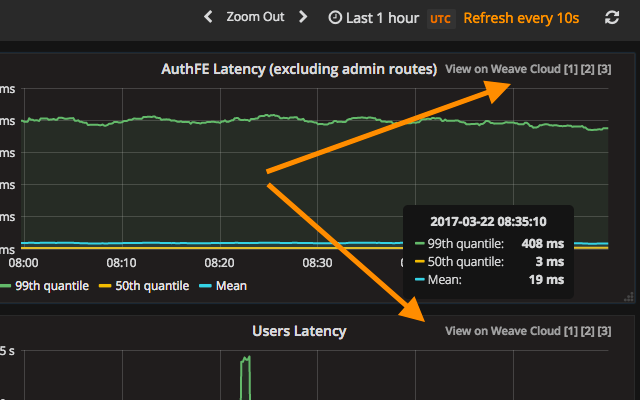 Zoom Out Last 1 hour UTC Refresh every 10s
AuthFE Latency (excluding admin routes) View on Weave Cloud [1] [2] [3]
ms
ms
ms
ms
ms
ms
2017-03-22 08:35:10
99th quantile: 408 ms
50th quantile: 3 ms
Mean: 19 ms
08:00 08:10 08:20 08:30
99th quantile 50th quantile Mean
Users Latency View on Weave Cloud [1] [2] [3]
5 s